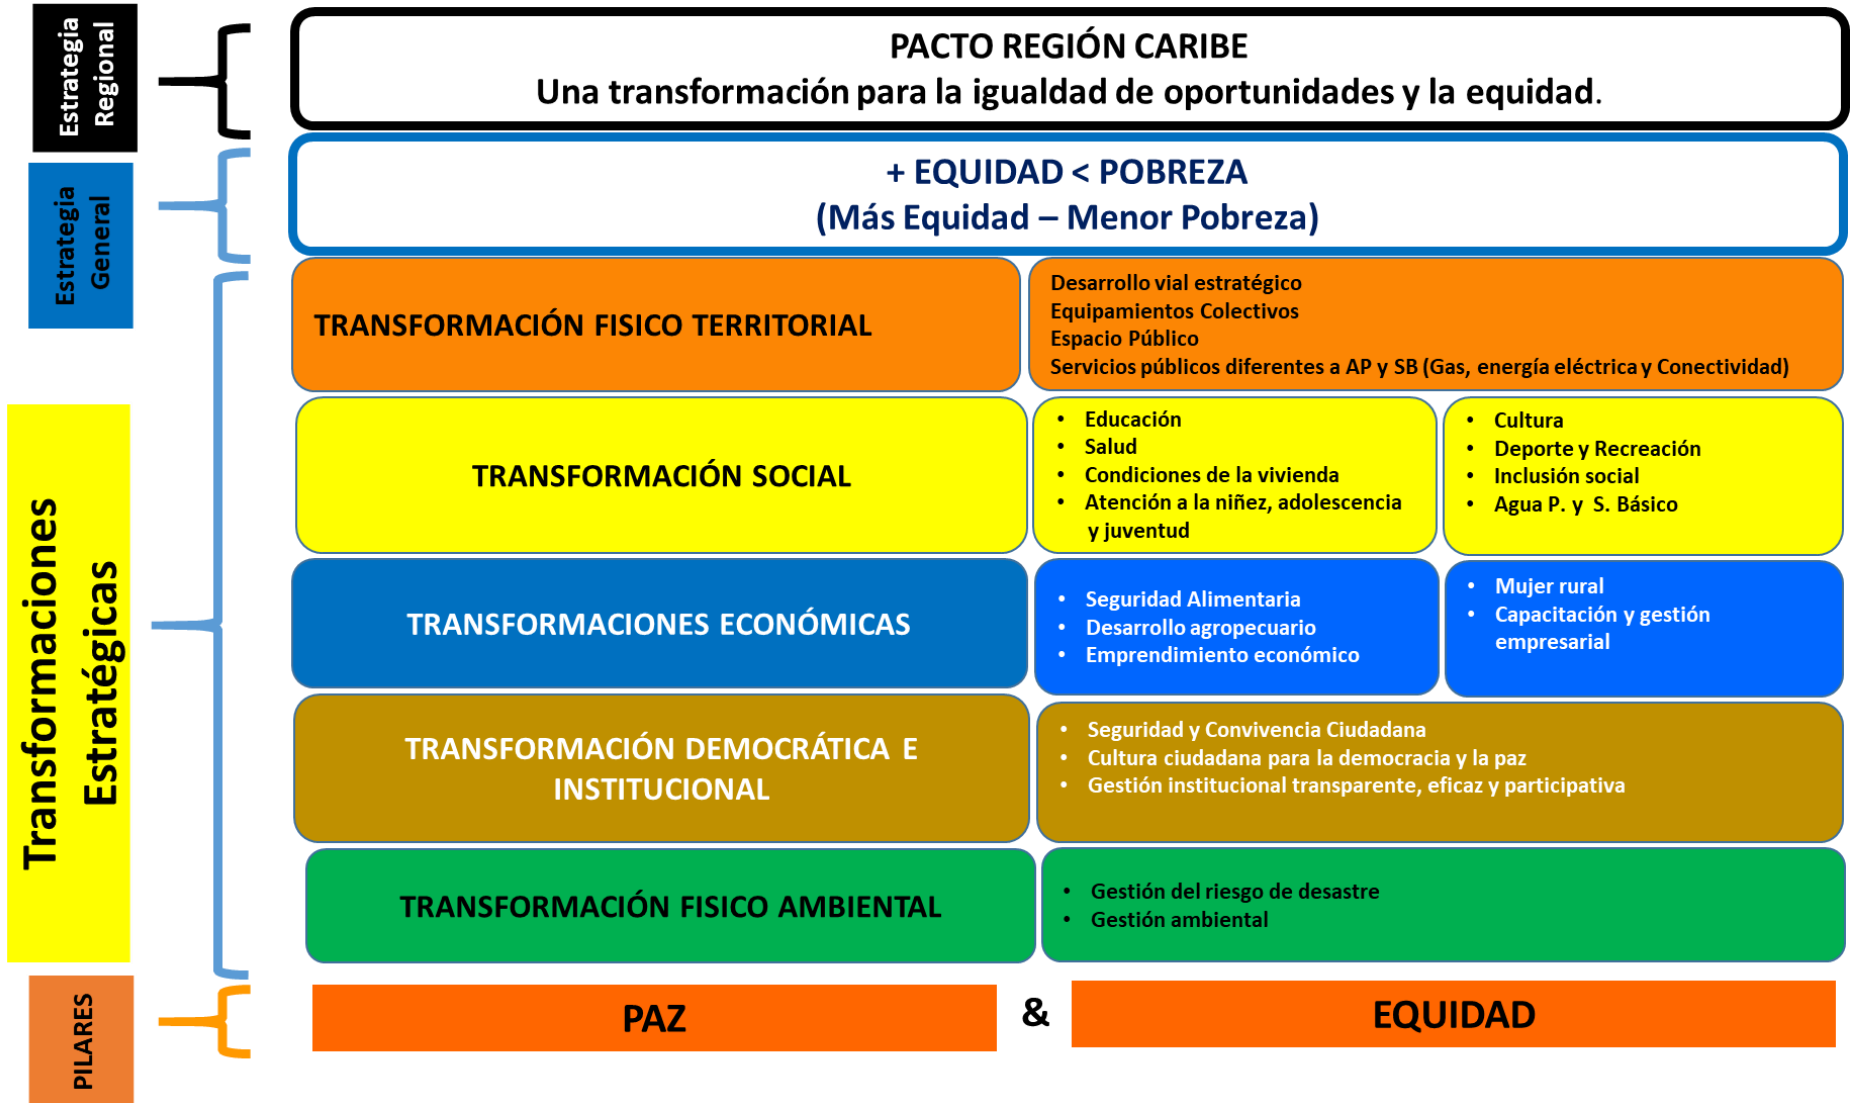 Estrategia
Regional
PACTO REGIÓN CARIBE
Una transformación para la igualdad de oportunidades y la equidad.
Estrategia
General
+ EQUIDAD < POBREZA
(Más Equidad – Menor Pobreza)
Transformaciones
Estratégicas
TRANSFORMACIÓN FISICO TERRITORIAL
Desarrollo vial estratégico
Equipamientos Colectivos
Espacio Público
Servicios públicos diferentes a AP y SB (Gas, energía eléctrica y Conectividad)
TRANSFORMACIÓN SOCIAL
• Educación
• Salud
• Condiciones de la vivienda
• Atención a la niñez, adolescencia
y juventud
• Cultura
• Deporte y Recreación
• Inclusión social
• Agua P. y S. Básico
TRANSFORMACIONES ECONÓMICAS
• Seguridad Alimentaria
• Desarrollo agropecuario
• Emprendimiento económico
• Mujer rural
• Capacitación y gestión
empresarial
TRANSFORMACIÓN DEMOCRÁTICA E
INSTITUCIONAL
• Seguridad y Convivencia Ciudadana
• Cultura ciudadana para la democracia y la paz
• Gestión institucional transparente, eficaz y participativa
TRANSFORMACIÓN FISICO AMBIENTAL
• Gestión del riesgo de desastre
• Gestión ambiental
PILARES
PAZ
&
EQUIDAD